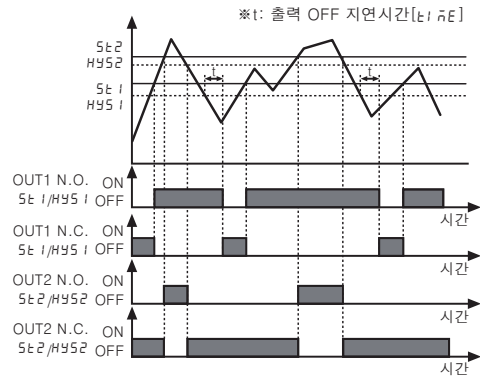 ※t: 출력 OFF 지연시간[tImE]
St2
HYS2
t
t
St1
HYS1
OUT1 N.O. ON
St1/HYS1 OFF
시간
OUT1 N.C. ON
St1/HYS1 OFF
시간
OUT2 N.O. ON
St2/HYS2 OFF
시간
OUT2 N.C. ON
St2/HYS2 OFF
시간